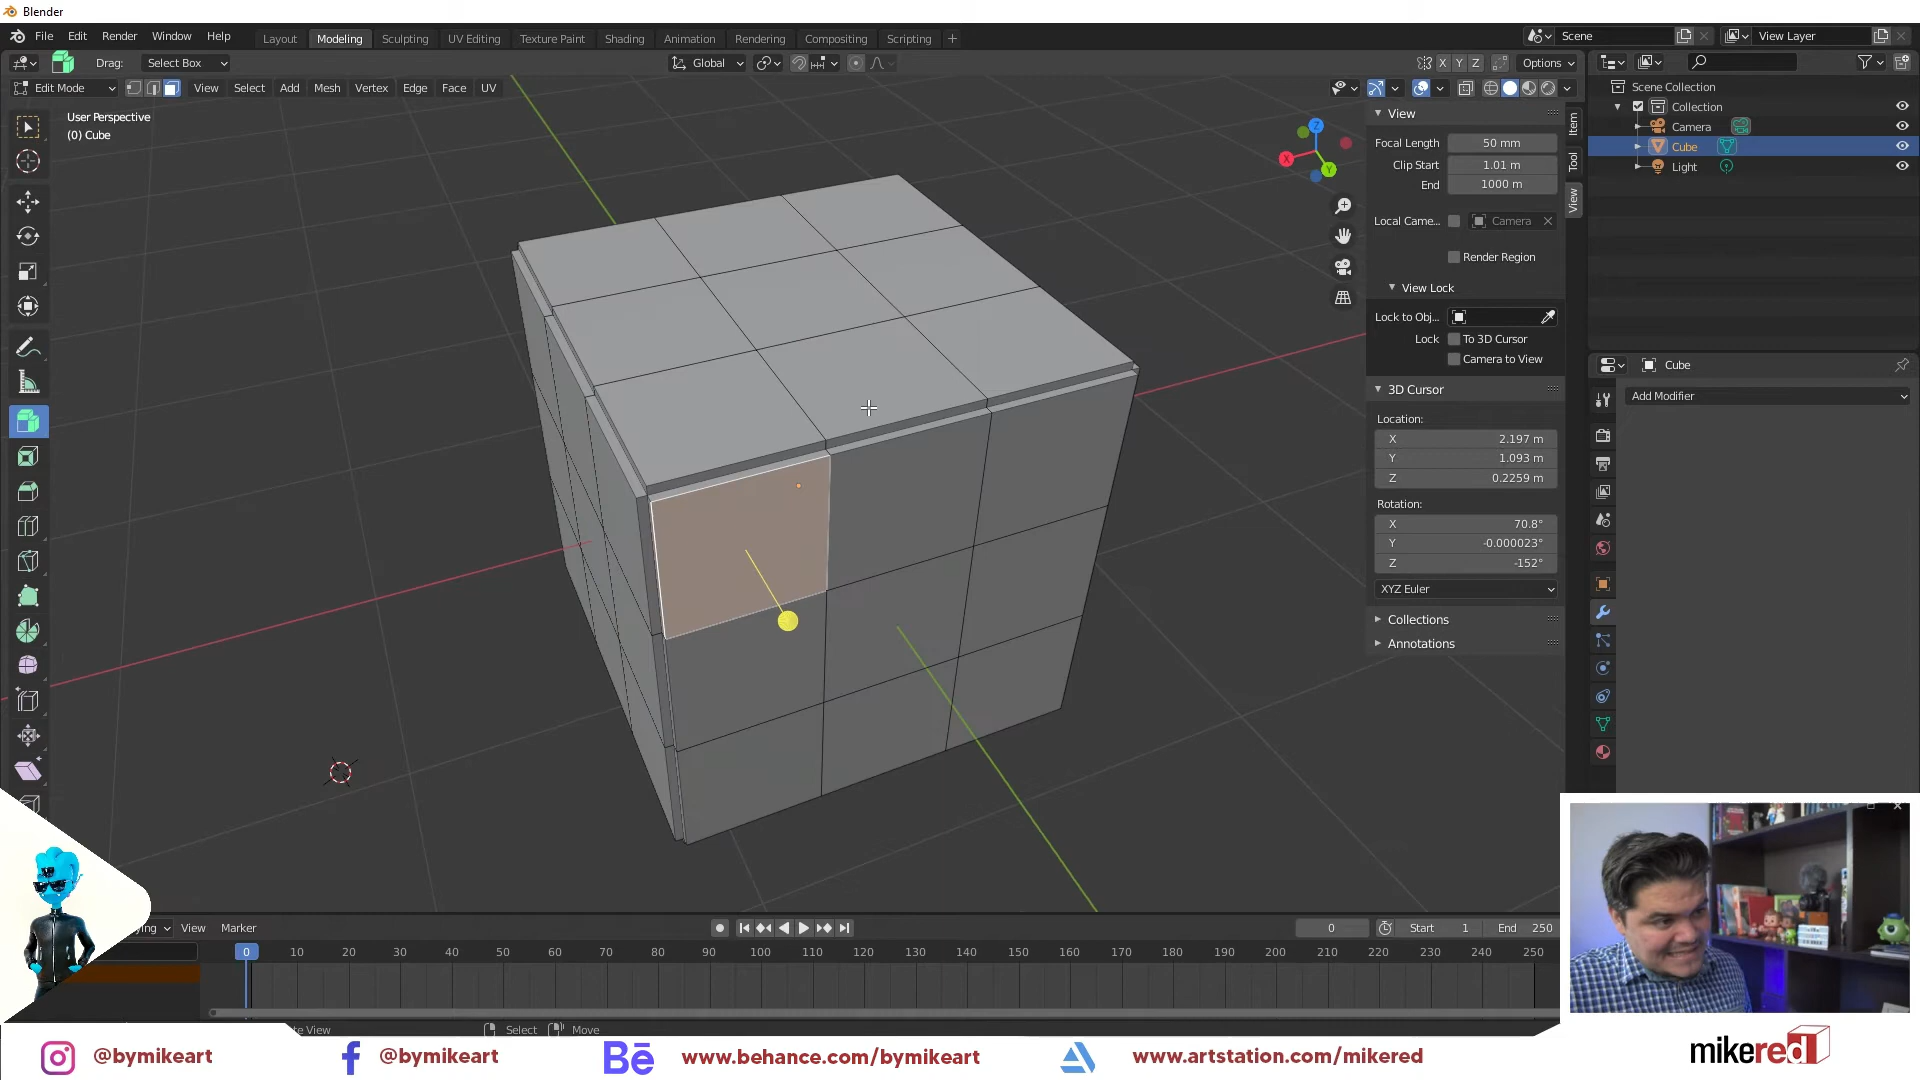 Blender
File Edit Render Window Help
Layout Modeling Sculpting UV Editing Texture Paint Shading Animation Rendering Compositing Scripting +
Scene
View Layer
Drag: Select Box
Global
X Y Z
Options
Edit Mode
View Select Add Mesh Vertex Edge Face UV
User Perspective
(0) Cube
X
Y
Z
View
Focal Length 50 mm
Clip Start 1.01 m
End 1000 m
Local Came... Camera
Render Region
View Lock
Lock to Obj...
Lock To 3D Cursor
Camera to View
3D Cursor
Location:
X 2.197 m
Y 1.093 m
Z 0.2259 m
Rotation:
X 70.8°
Y -0.000023°
Z -152°
XYZ Euler
Collections
Annotations
Item
Tool
View
Scene Collection
Collection
Camera
Cube
Light
Cube
Add Modifier
View Marker
0
Start 1
End 250
0 10 20 30 40 50 60 70 80 90 100 110 120 130 140 150 160 170 180 190 200 210 220 230 240 250
Select Move
@bymikeart
@bymikeart
Bē www.behance.com/bymikeart
www.artstation.com/mikered
mikered